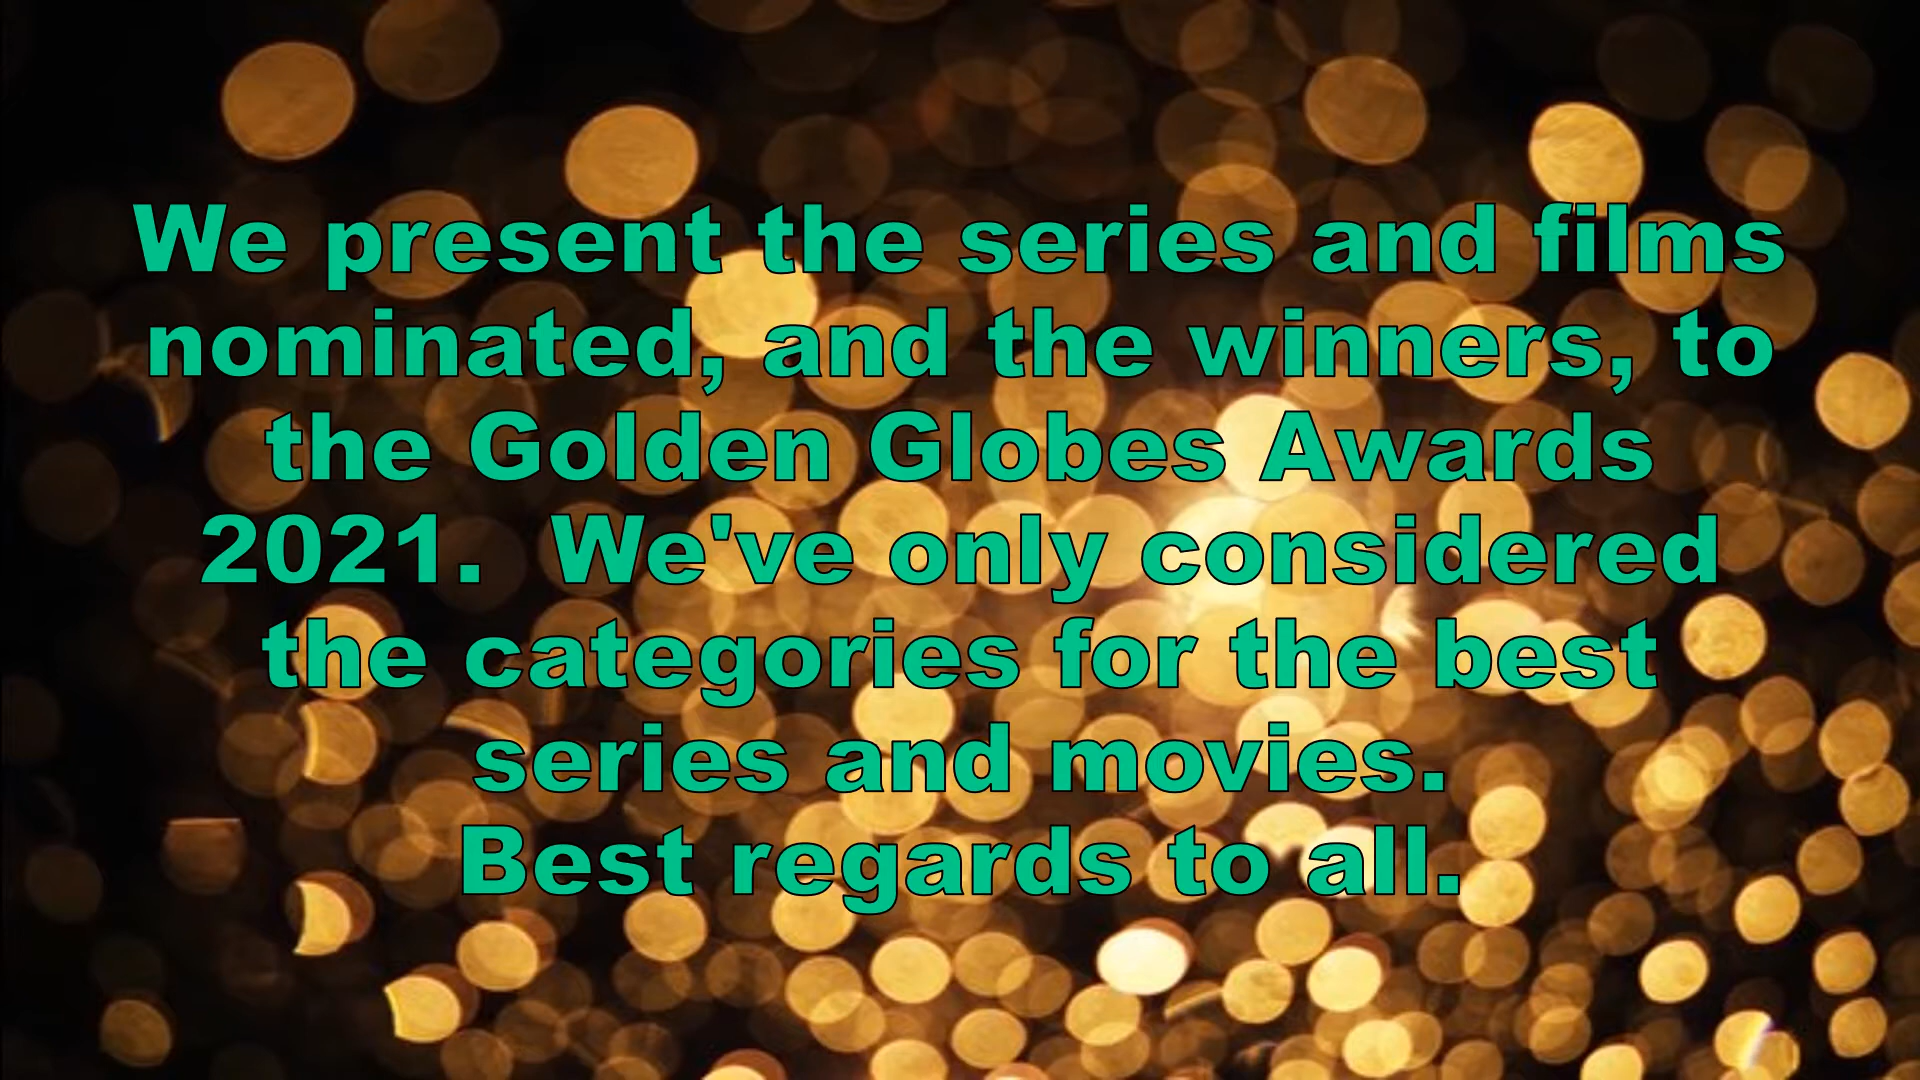 We present the series and films
nominated, and the winners, to
the Golden Globes Awards
2021.  We've only considered
the categories for the best
series and movies.
Best regards to all.